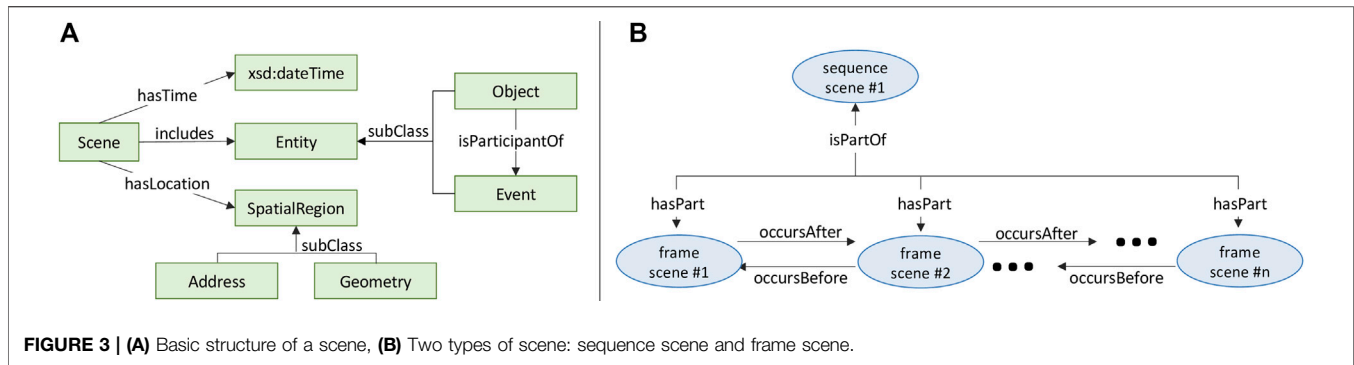 A
xsd:dateTime
hasTime
Scene
includes
Entity
subClass
Object
isParticipantOf
Event
hasLocation
SpatialRegion
subClass
Address
Geometry
B
sequence
scene #1
isPartOf
hasPart
hasPart
hasPart
frame
scene #1
occursAfter
occursBefore
frame
scene #2
occursAfter
occursBefore
frame
scene #n
FIGURE 3 | (A) Basic structure of a scene, (B) Two types of scene: sequence scene and frame scene.